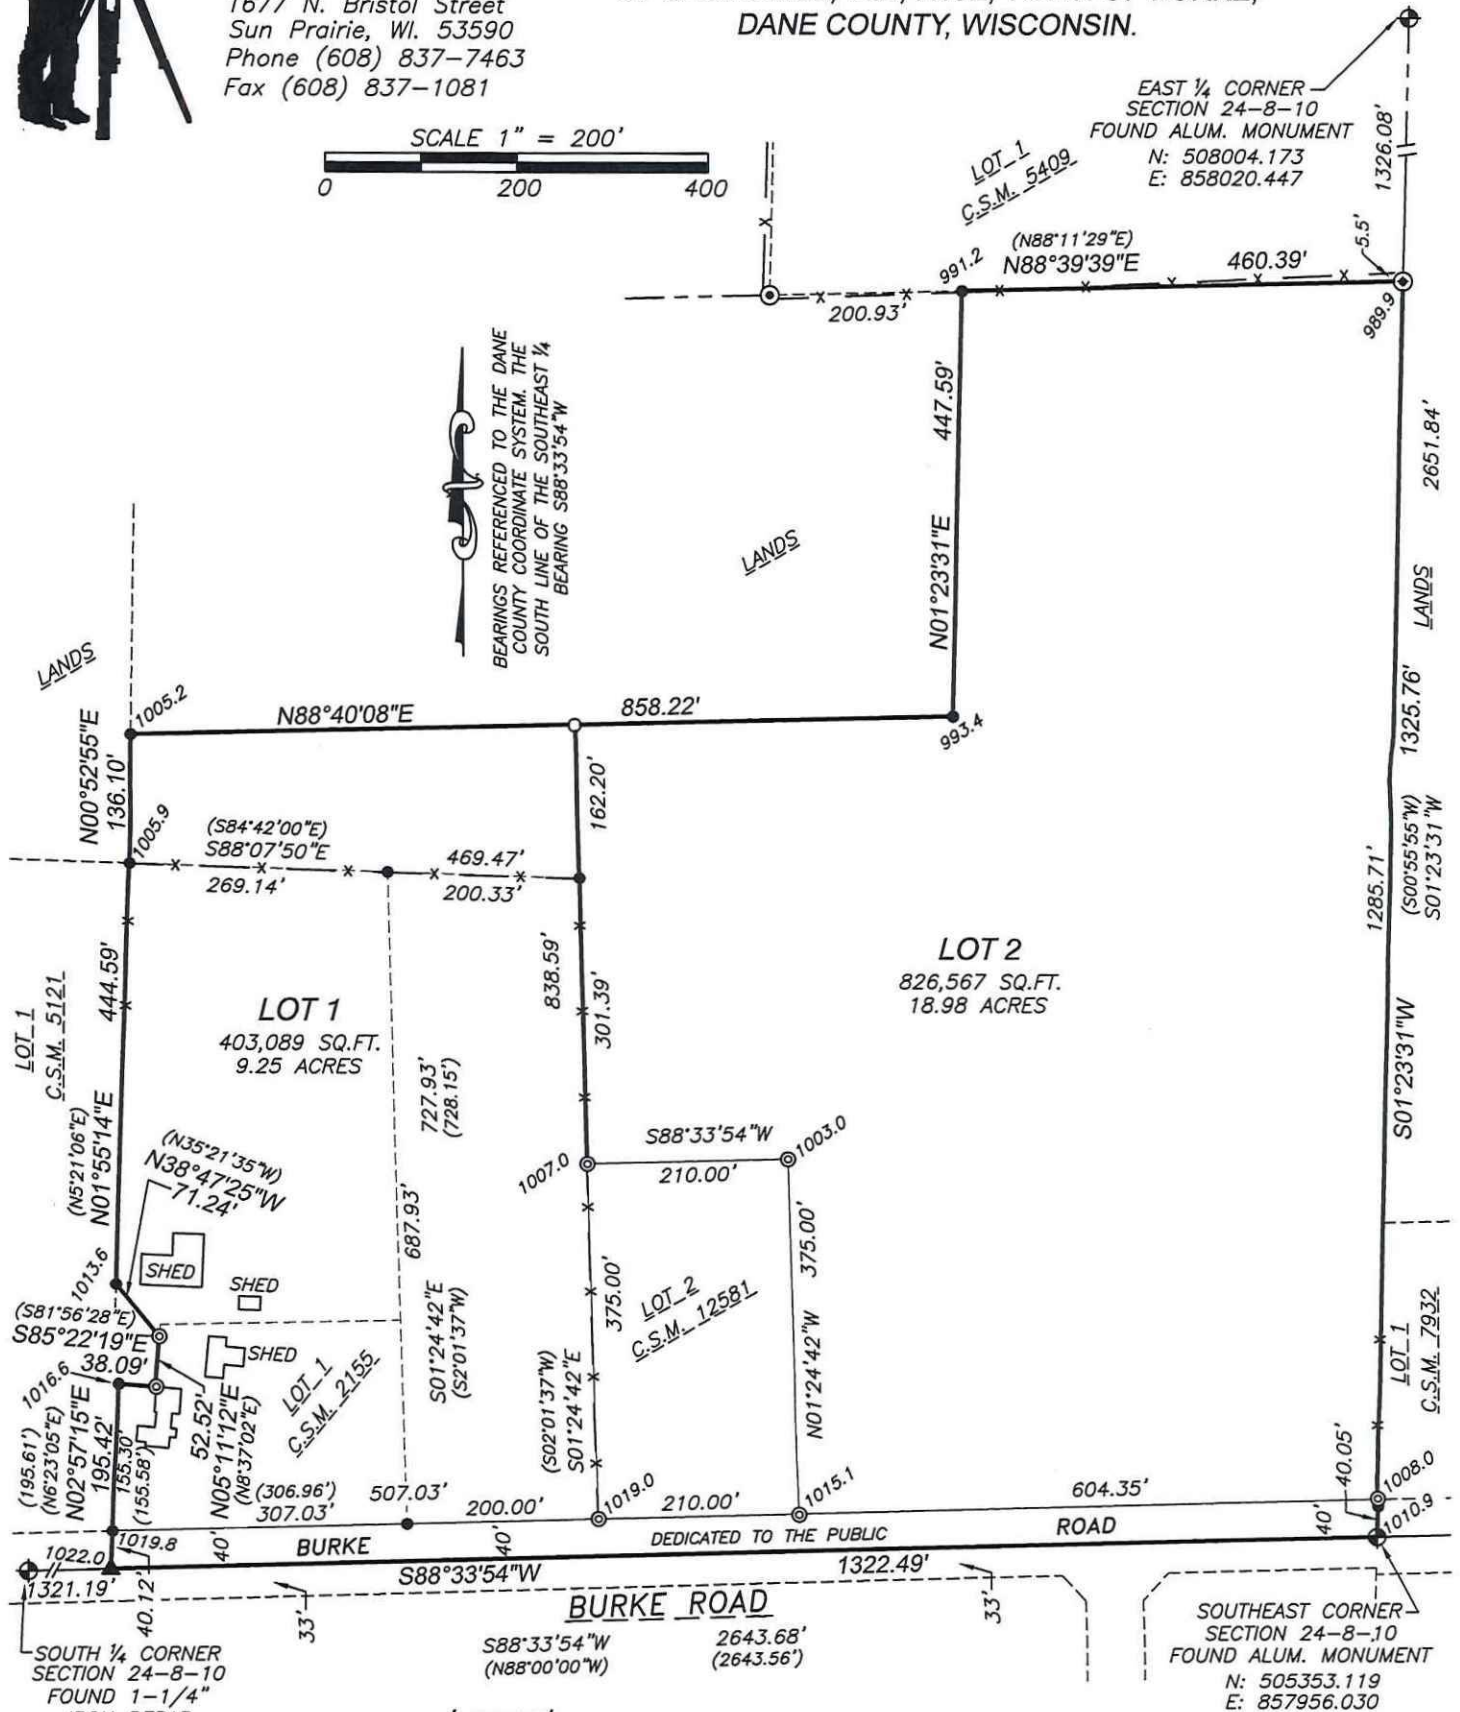 1677 N. Bristol Street
Sun Prairie, WI. 53590
Phone (608) 837-7463
Fax (608) 837-1081
DANE COUNTY, WISCONSIN.
SCALE 1" = 200'
0 200 400
EAST ¼ CORNER
SECTION 24-8-10
FOUND ALUM. MONUMENT
N: 508004.173
E: 858020.447
1326.08'
LOT 1
C.S.M. 5409
(N88°11'29"E)
N88°39'39"E
460.39'
5.5'
991.2
989.9
200.93'
BEARINGS REFERENCED TO THE DANE
COUNTY COORDINATE SYSTEM. THE
SOUTH LINE OF THE SOUTHEAST ¼
BEARING S88°33'54"W
447.59'
N01°23'31"E
2651.84'
LANDS
LANDS
LANDS
1005.2
N88°40'08"E
858.22'
993.4
N00°52'55"E
136.10'
162.20'
1325.76'
1005.9
(S84°42'00"E)
S88°07'50"E
469.47'
269.14'
200.33'
1285.71'
(S00°55'55"W)
S01°23'31"W
LOT 1
C.S.M. 5121
444.59'
LOT 1
403,089 SQ.FT.
9.25 ACRES
838.59'
301.39'
LOT 2
826,567 SQ.FT.
18.98 ACRES
S01°23'31"W
727.93'
(728.15')
(N5°21'06"E)
N01°55'14"E
(N35°21'35"W)
N38°47'25"W
71.24'
1007.0
S88°33'54"W
210.00'
1003.0
687.93'
1013.6
SHED
SHED
SHED
(S81°56'28"E)
S85°22'19"E
38.09'
1016.6
375.00'
LOT 2
C.S.M. 12581
375.00'
S01°24'42"E
(S2°01'37"W)
LOT 1
C.S.M. 2155
LOT 1
C.S.M. 7932
(195.61')
(N6°23'05"E)
N02°57'15"E
195.42'
155.30'
(155.58')
52.52'
N05°11'12"E
(N8°37'02"E)
(S02°01'37"W)
S01°24'42"E
N01°24'42"W
40.05'
1008.0
(306.96')
307.03'
507.03'
200.00'
1019.0
210.00'
1015.1
604.35'
1010.9
1019.8
40'
BURKE
40'
DEDICATED TO THE PUBLIC
ROAD
40'
1022.0
1321.19'
40.12'
S88°33'54"W
1322.49'
33'
BURKE ROAD
33'
S88°33'54"W 2643.68'
(N88°00'00"W) (2643.56')
SOUTH ¼ CORNER
SECTION 24-8-10
FOUND 1-1/4"
SOUTHEAST CORNER
SECTION 24-8-10
FOUND ALUM. MONUMENT
N: 505353.119
E: 857956.030